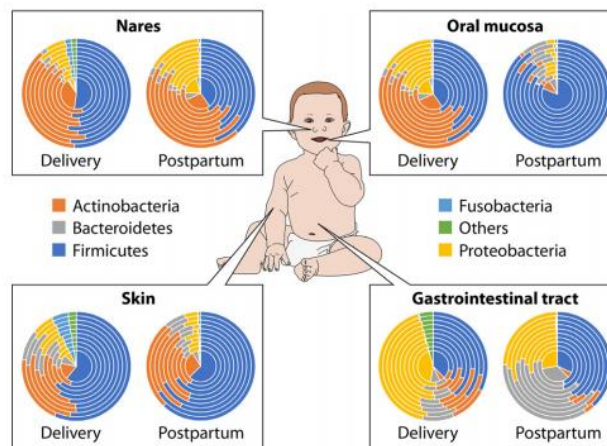 Nares
Delivery
Postpartum
Oral mucosa
Delivery
Postpartum
Actinobacteria
Bacteroidetes
Firmicutes
Fusobacteria
Others
Proteobacteria
Skin
Delivery
Postpartum
Gastrointestinal tract
Delivery
Postpartum